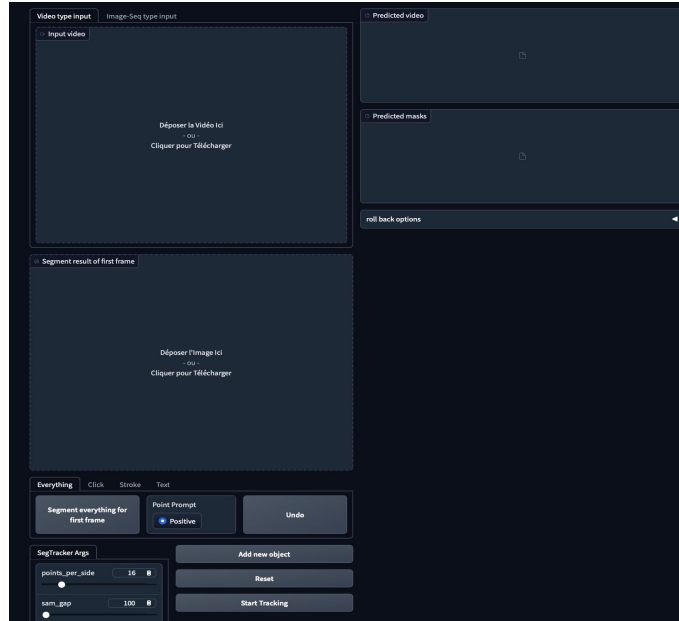 Video type input
Image-Seq type input
Input video
Déposer la Vidéo Ici
- ou -
Cliquer pour Télécharger
Segment result of first frame
Déposer l'Image Ici
- ou -
Cliquer pour Télécharger
Everything
Click
Stroke
Text
Segment everything for
first frame
Point Prompt
Positive
Undo
SegTracker Args
points_per_side
16
sam_gap
100
Add new object
Reset
Start Tracking
Predicted video
Predicted masks
roll back options